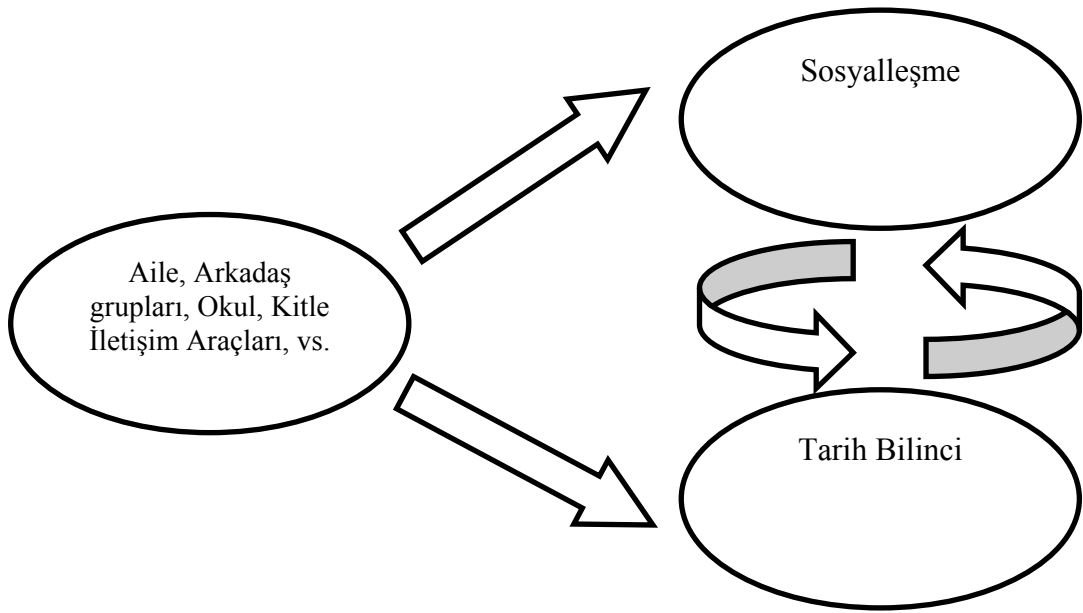 Sosyalleşme
Aile, Arkadaş
grupları, Okul, Kitle
İletişim Araçları, vs.
Tarih Bilinci